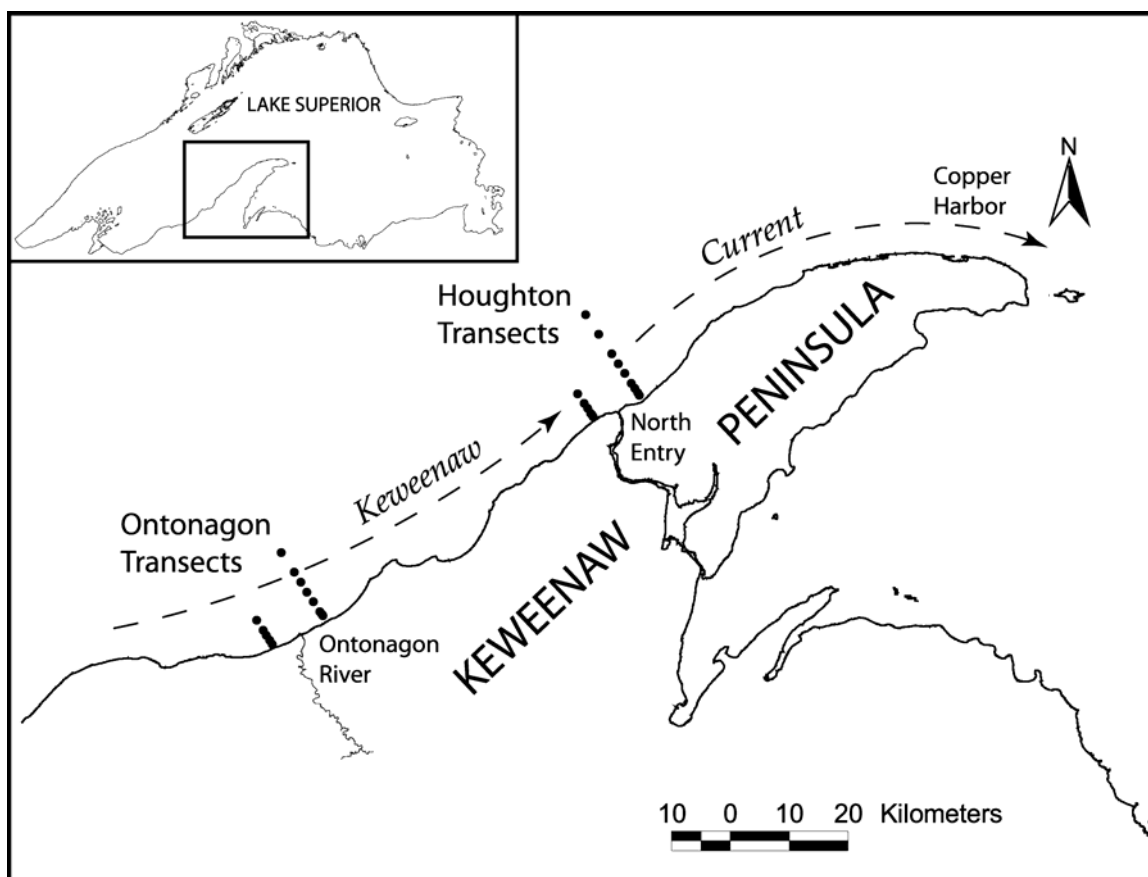 LAKE SUPERIOR
N
Copper
Harbor
Current
Houghton
Transects
PENINSULA
North
Entry
Keweenaw
Ontonagon
Transects
KEWEENAW
Ontonagon
River
10 0 10 20 Kilometers